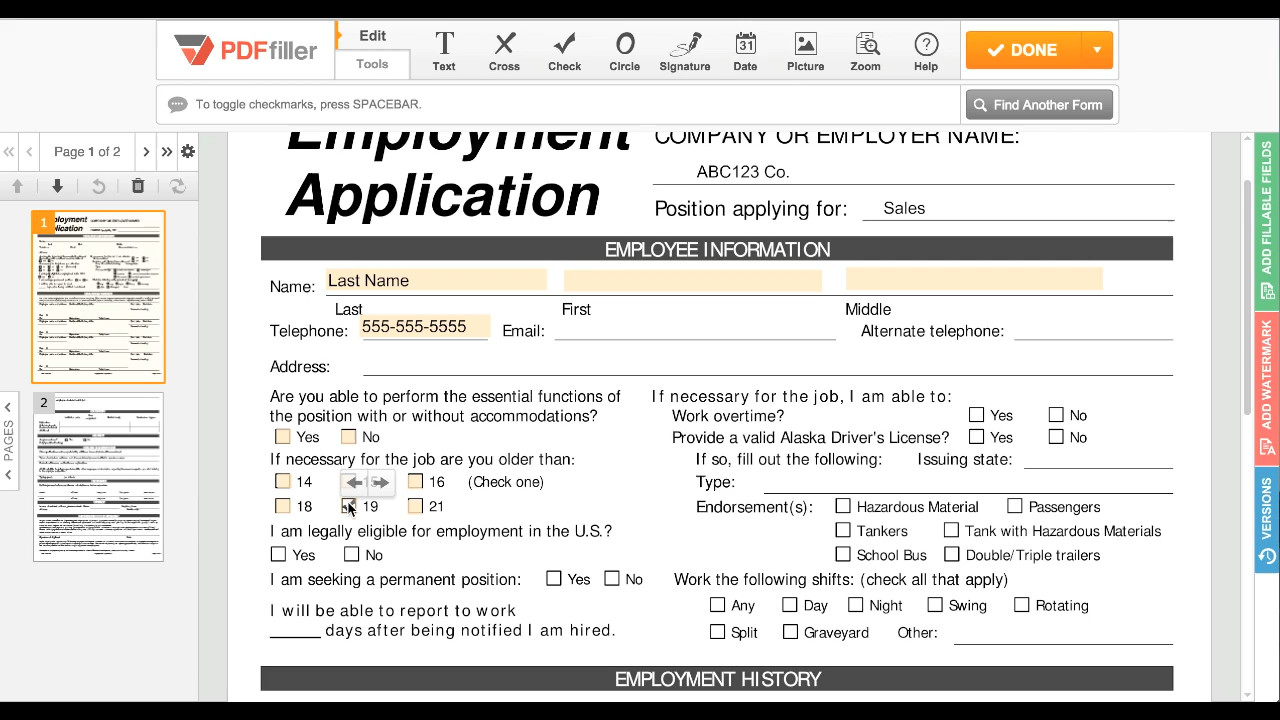 PDFfiller
Edit
Tools
Text
Cross
Check
Circle
31
Signature
Date
Picture
Zoom
Help
DONE
To toggle checkmarks, press SPACEBAR.
Find Another Form
Page 1 of 2
1
2
PAGES
ADD FILLABLE FIELDS
ADD WATERMARK
VERSIONS
Employment
Application
COMPANY OR EMPLOYER NAME:
ABC123 Co.
Position applying for: Sales
EMPLOYEE INFORMATION
Name: Last Name
Last First Middle
Telephone: 555-555-5555 Email: Alternate telephone:
Address:
Are you able to perform the essential functions of
the position with or without accommodations?
Yes No
If necessary for the job are you older than:
14 16 (Check one)
18 19 21
I am legally eligible for employment in the U.S.?
Yes No
I am seeking a permanent position: Yes No
I will be able to report to work
______ days after being notified I am hired.
If necessary for the job, I am able to:
Work overtime? Yes No
Provide a valid Alaska Driver's License? Yes No
If so, fill out the following: Issuing state:
Type:
Endorsement(s): Hazardous Material Passengers
Tankers Tank with Hazardous Materials
School Bus Double/Triple trailers
Work the following shifts: (check all that apply)
Any Day Night Swing Rotating
Split Graveyard Other:
EMPLOYMENT HISTORY